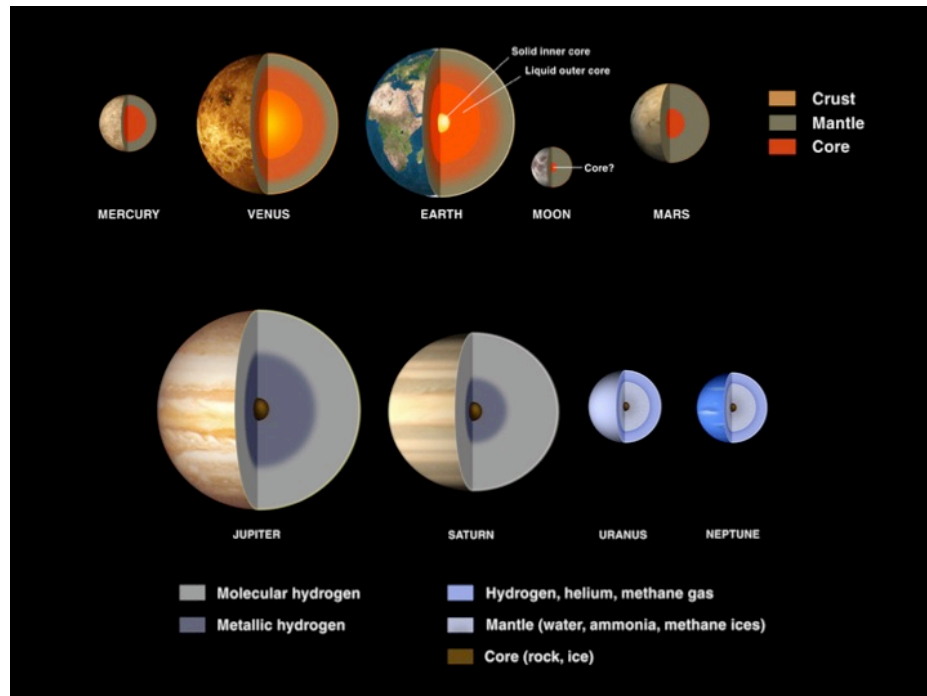 Solid inner core
Liquid outer core
Crust
Mantle
Core
Core?
MERCURY
VENUS
EARTH
MOON
MARS
JUPITER
SATURN
URANUS
NEPTUNE
Molecular hydrogen
Metallic hydrogen
Hydrogen, helium, methane gas
Mantle (water, ammonia, methane ices)
Core (rock, ice)